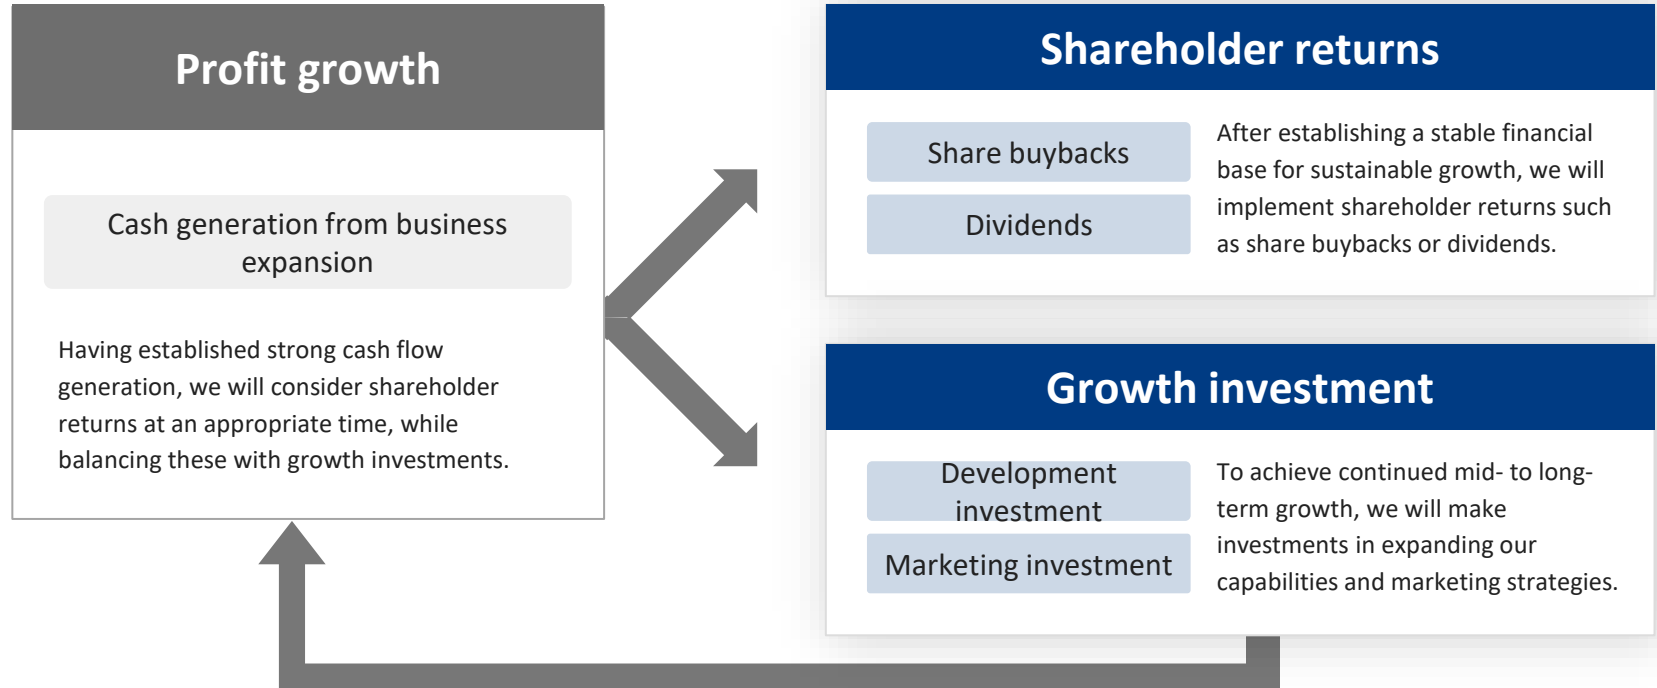 Profit growth
Cash generation from business
expansion
Having established strong cash flow
generation, we will consider shareholder
returns at an appropriate time, while
balancing these with growth investments.
Shareholder returns
Share buybacks
Dividends
After establishing a stable financial
base for sustainable growth, we will
implement shareholder returns such
as share buybacks or dividends.
Growth investment
Development
investment
Marketing investment
To achieve continued mid- to long-
term growth, we will make
investments in expanding our
capabilities and marketing strategies.